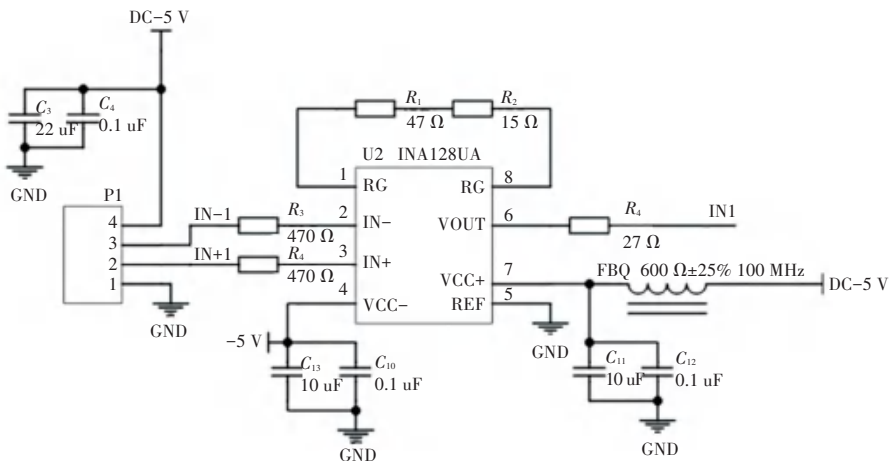 DC-5 V
C3
22 uF
C4
0.1 uF
GND
P1
4
3
2
1
GND
IN-1
IN+1
R3
470 Ω
R4
470 Ω
R1
47 Ω
R2
15 Ω
U2 INA128UA
1
RG
2
IN-
3
IN+
4
VCC-
8
RG
6
VOUT
7
VCC+
5
REF
R4
27 Ω
IN1
FBQ 600 Ω±25% 100 MHz
DC-5 V
GND
-5 V
C13
10 uF
C10
0.1 uF
GND
C11
10 uF
C12
0.1 uF
GND